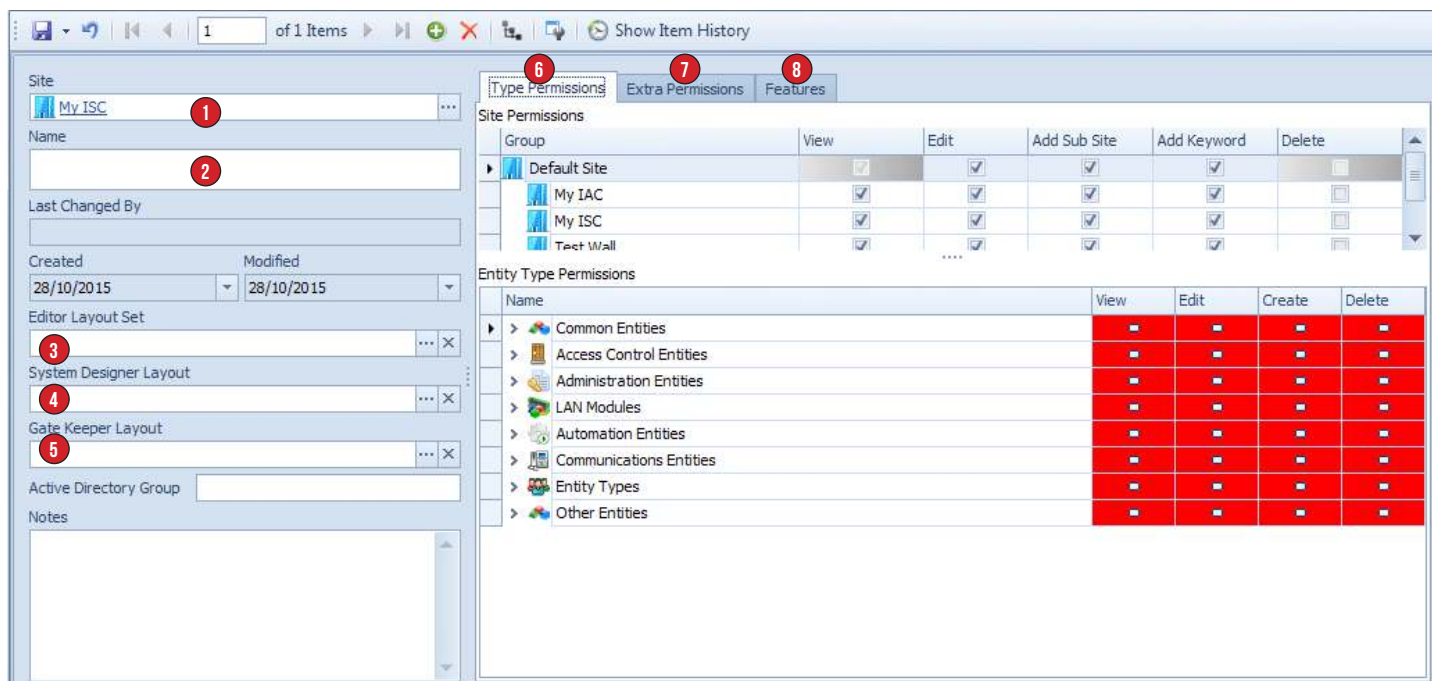 1 of 1 Items Show Item History
Site
My ISC ...
1
Name
2
Last Changed By
Created Modified
28/10/2015 28/10/2015
Editor Layout Set
3
System Designer Layout
4
Gate Keeper Layout
5
Active Directory Group
Notes
6 7 8
Type Permissions Extra Permissions Features
Site Permissions
Group View Edit Add Sub Site Add Keyword Delete
Default Site
My IAC
My ISC
Test Wall
Entity Type Permissions
Name View Edit Create Delete
Common Entities
Access Control Entities
Administration Entities
LAN Modules
Automation Entities
Communications Entities
Entity Types
Other Entities